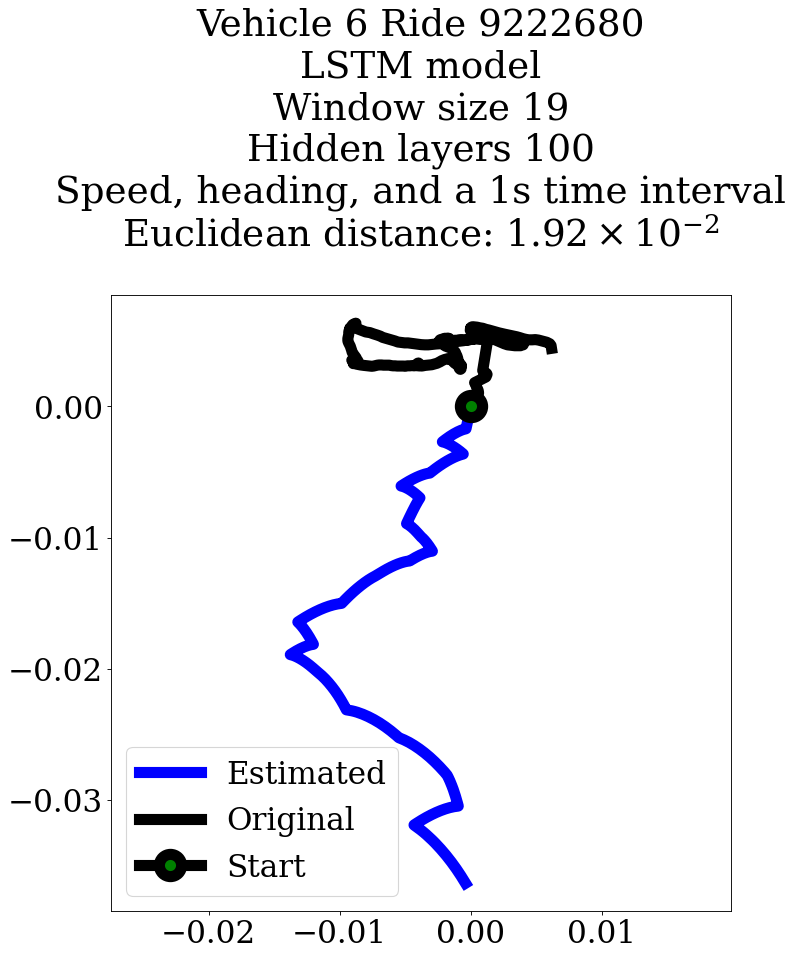 Vehicle 6 Ride 9222680
LSTM model
Window size 19
Hidden layers 100
Speed, heading, and a 1s time interval
Euclidean distance: 1.92 × 10⁻²
0.00
−0.01
−0.02
−0.03
Estimated
Original
Start
−0.02 −0.01 0.00 0.01